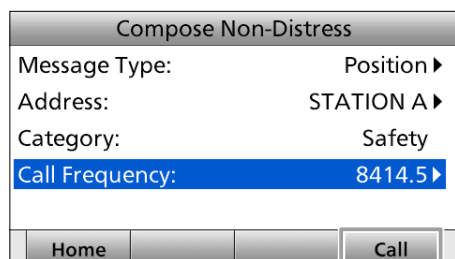 Compose Non-Distress
Message Type: Position
Address: STATION A
Category: Safety
Call Frequency: 8414.5
Home Call